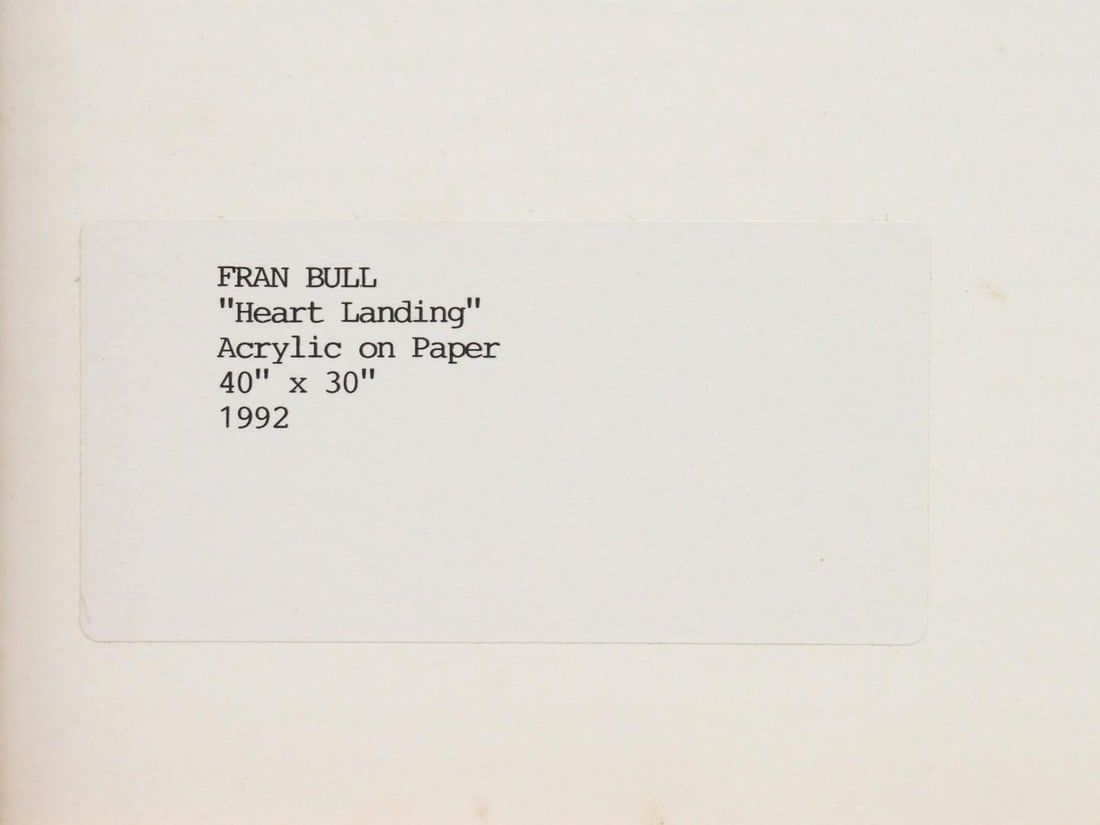 FRAN BULL
"Heart Landing"
Acrylic on Paper
40" x 30"
1992